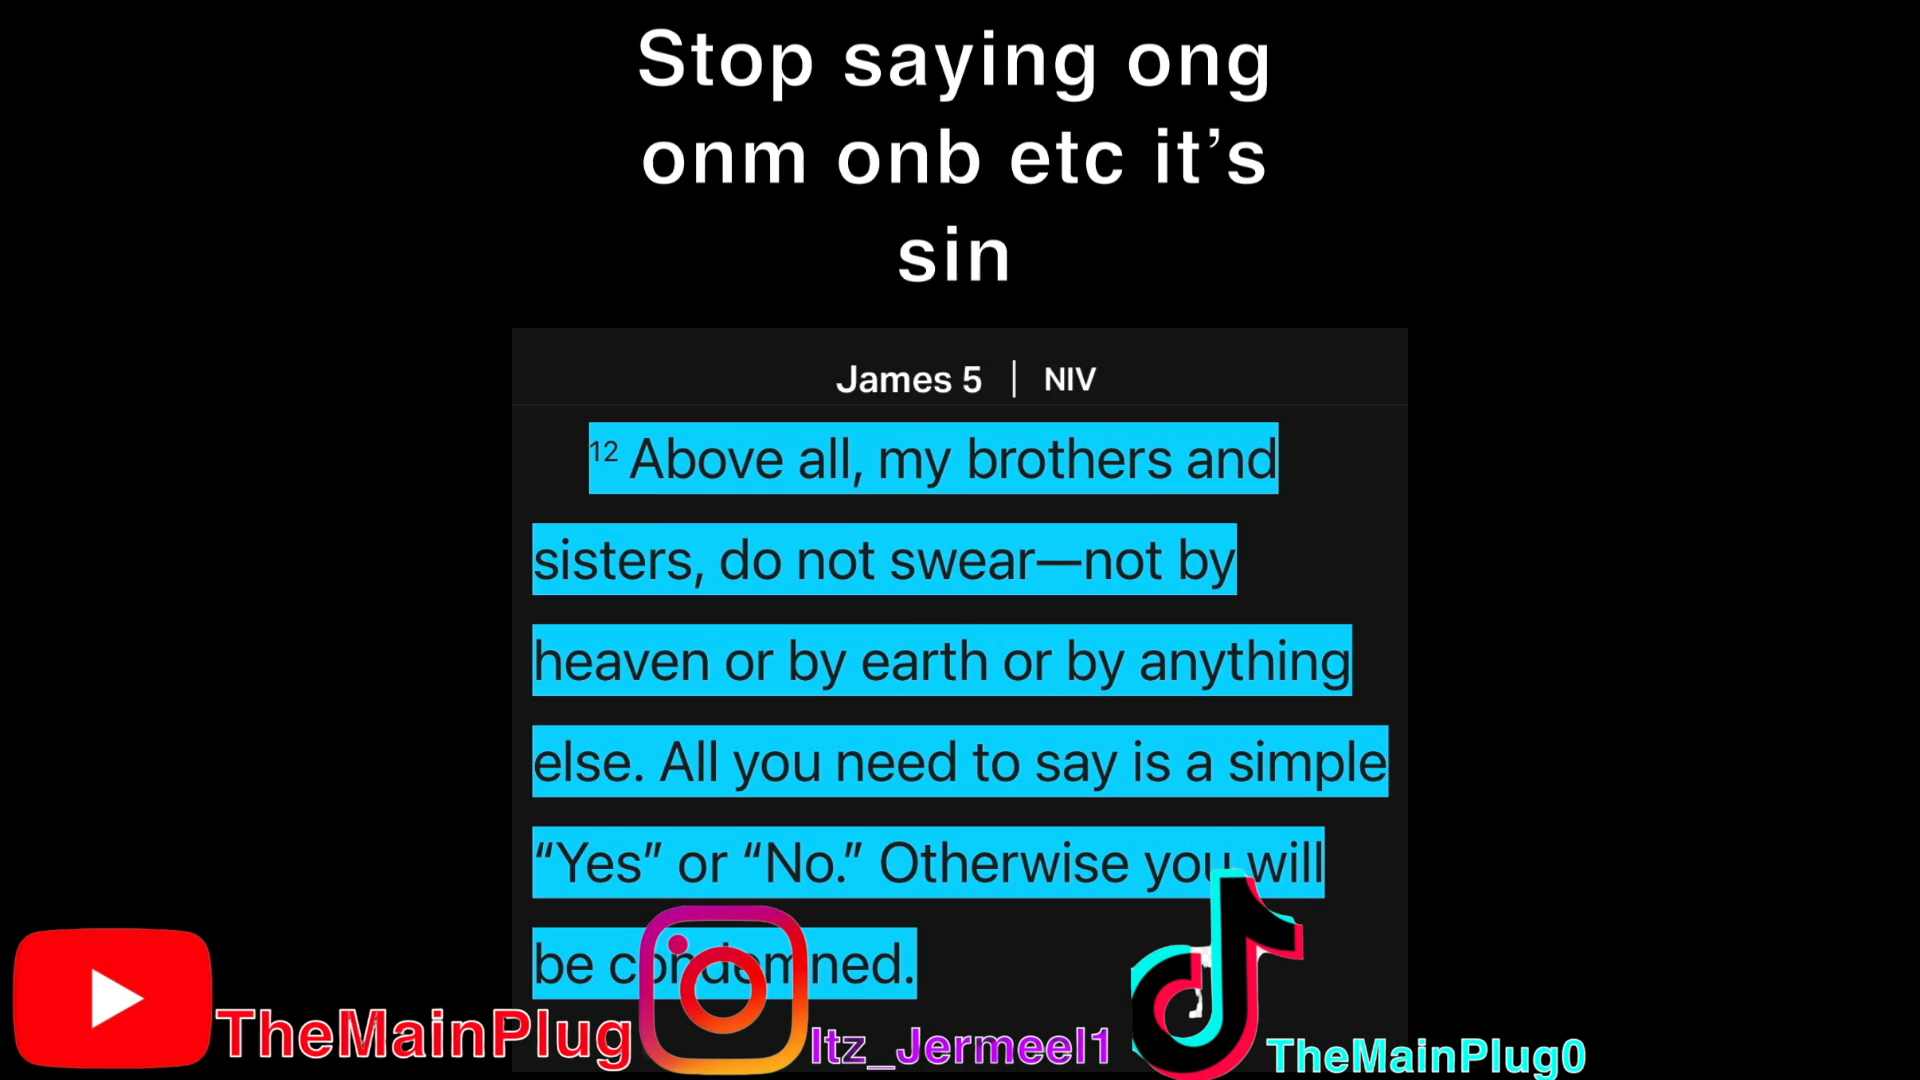 Stop saying ong
onm onb etc it’s
sin
James 5 | NIV
12 Above all, my brothers and
sisters, do not swear—not by
heaven or by earth or by anything
else. All you need to say is a simple
“Yes” or “No.” Otherwise you will
be condemned.
TheMainPlug
Itz_Jermeel1
TheMainPlug0